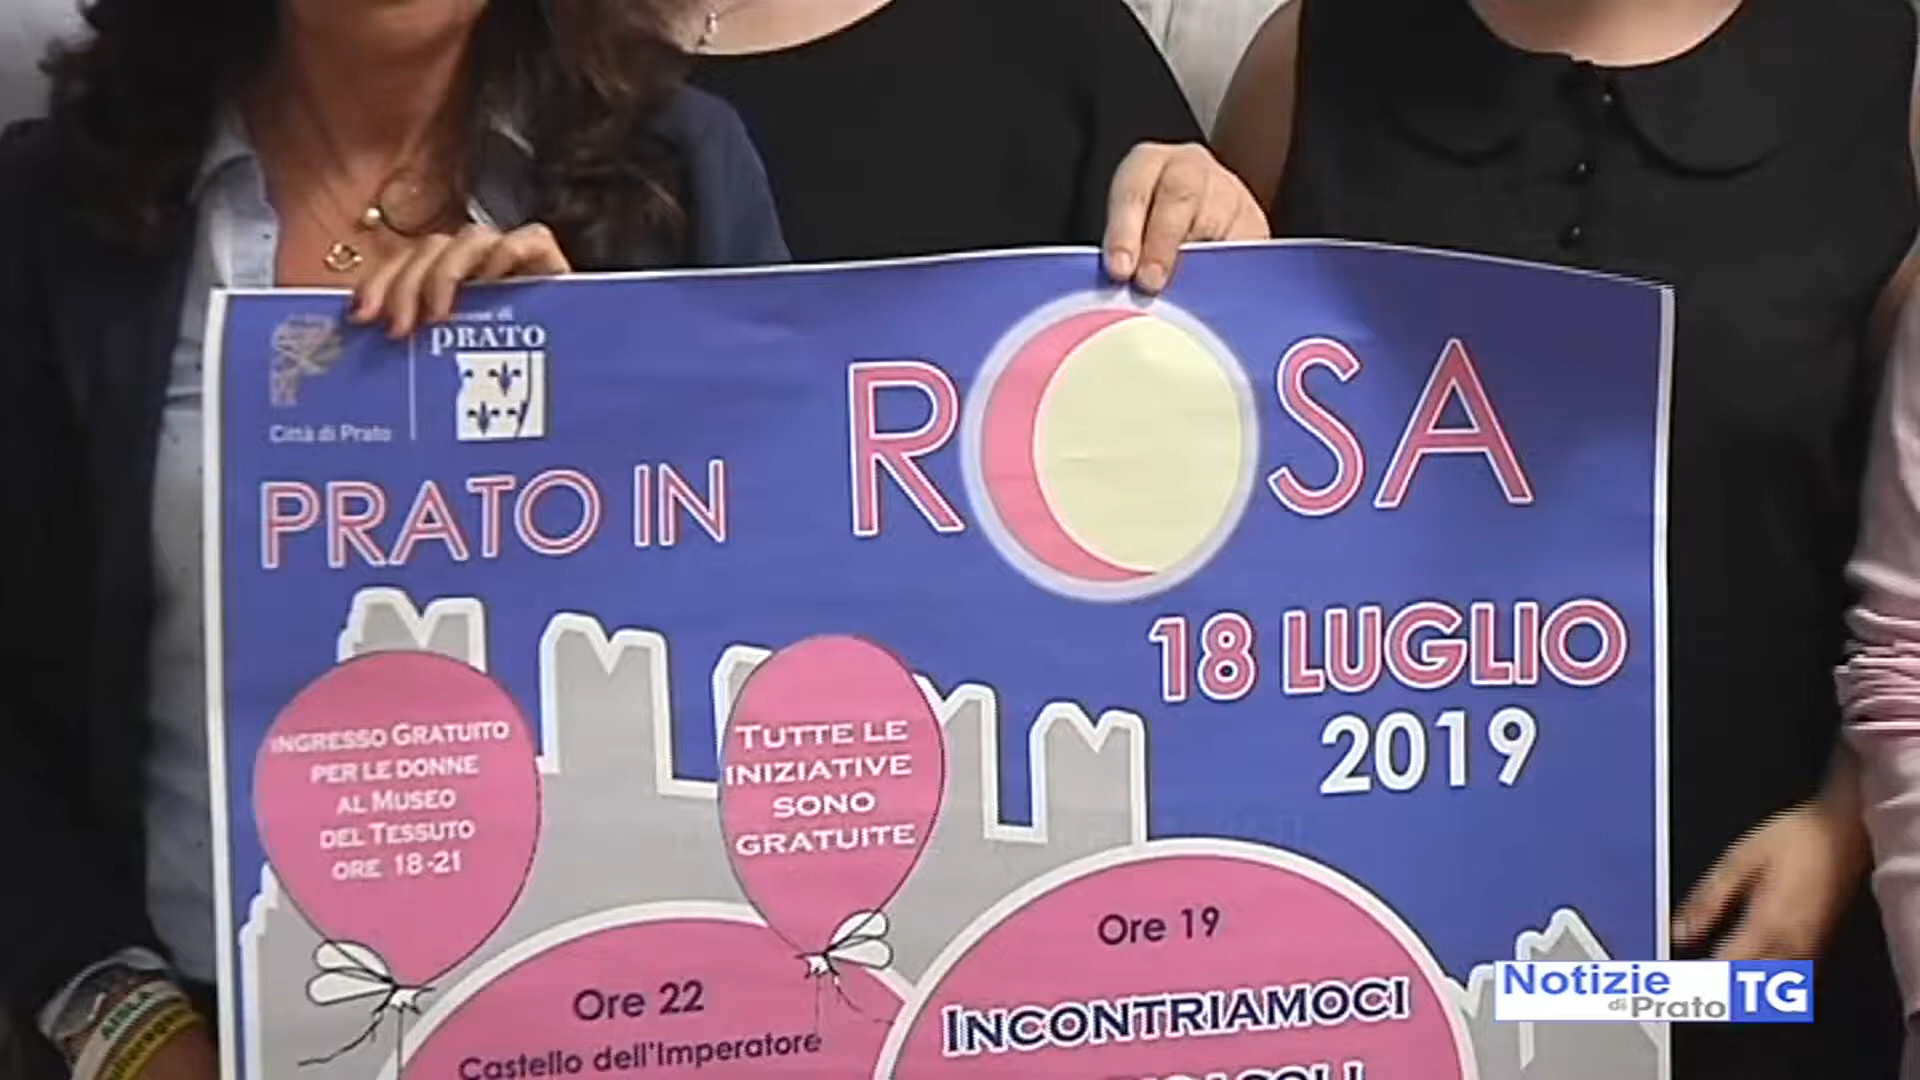 PRATO
Città di Prato
PRATO IN ROSA
18 LUGLIO
2019
INGRESSO GRATUITO
PER LE DONNE
AL MUSEO
DEL TESSUTO
ORE 18-21
TUTTE LE
INIZIATIVE
SONO
GRATUITE
Ore 22
Castello dell'Imperatore
Ore 19
INCONTRIAMOCI
Notizie
di Prato
TG